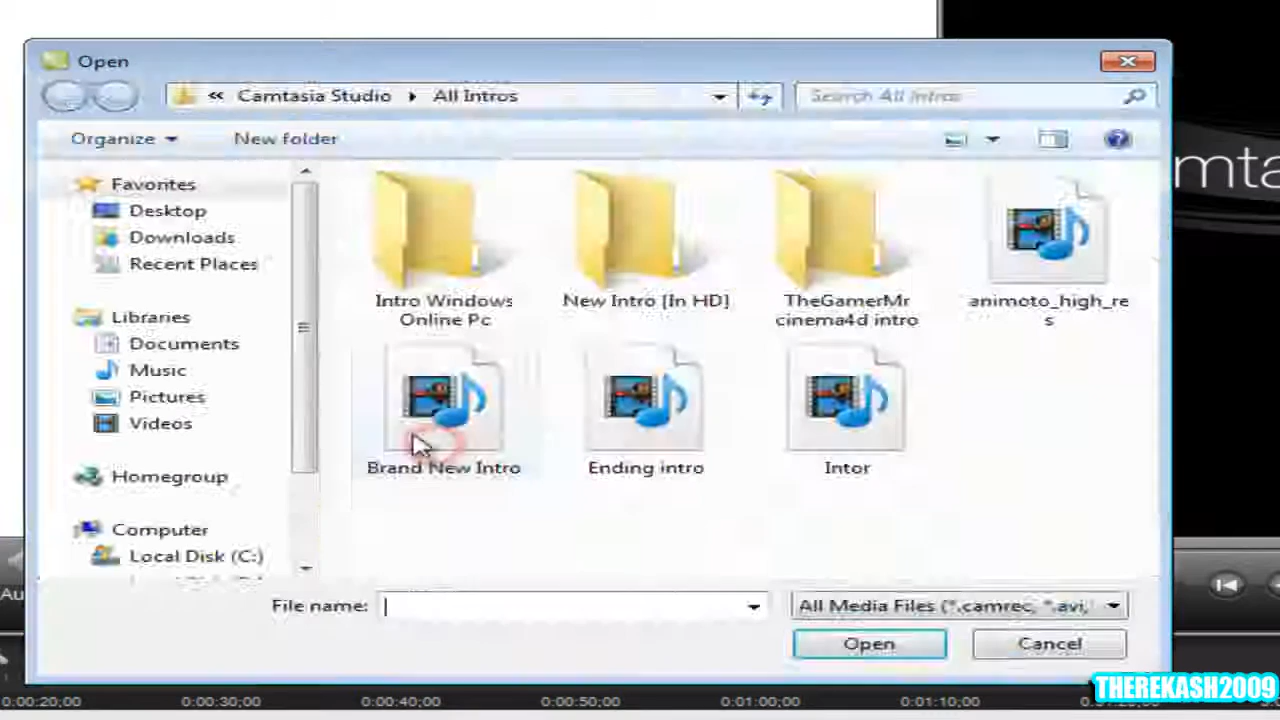 Open
« Camtasia Studio ▸ All Intros
Search All Intros
Organize
New folder
Favorites
Desktop
Downloads
Recent Places
Libraries
Documents
Music
Pictures
Videos
Homegroup
Computer
Local Disk (C:)
Intro Windows
Online Pc
New Intro [In HD]
TheGamerMr
cinema4d intro
animoto_high_re
s
Brand New Intro
Ending intro
Intor
File name:
All Media Files (*.camrec, *.avi,
Open
Cancel
mta
Au
THEREKASH2009
0:00:20;00
0:00:30;00
0:00:40;00
0:00:50;00
0:01:00;00
0:01:10;00